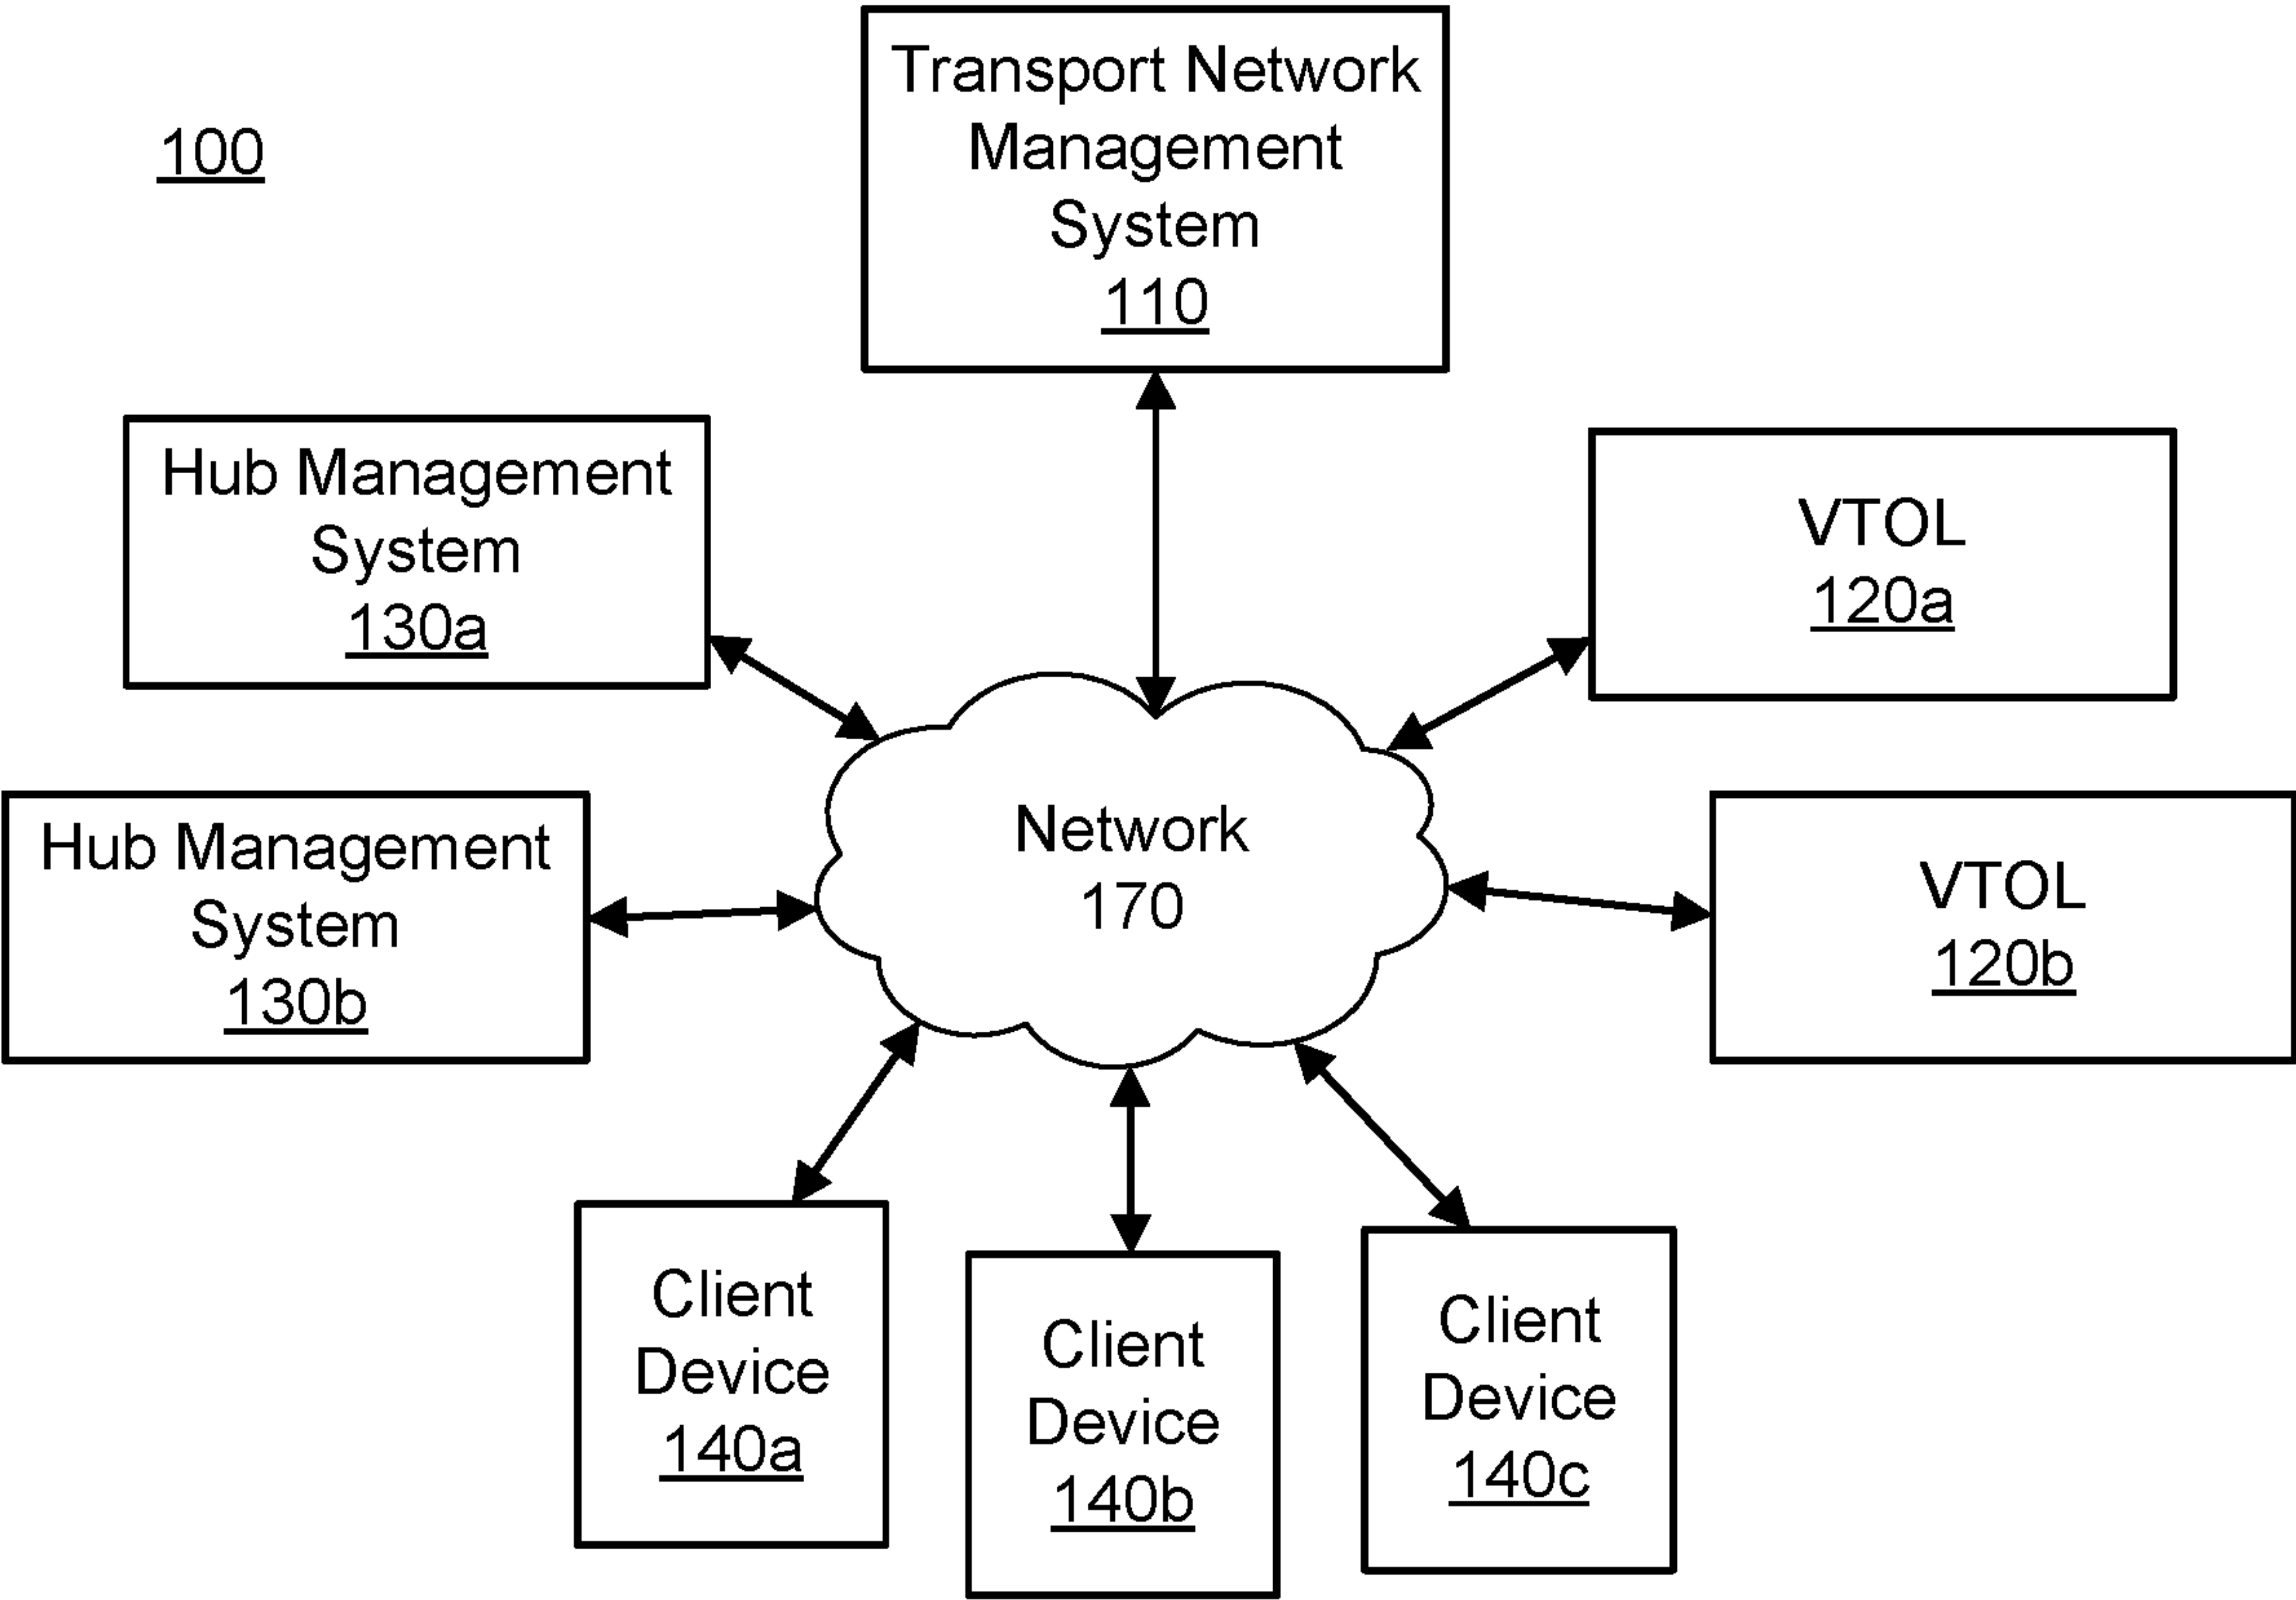 100
Transport Network
Management
System
110
Hub Management
System
130a
VTOL
120a
Hub Management
System
130b
Network
170
VTOL
120b
Client
Device
140a
Client
Device
140b
Client
Device
140c